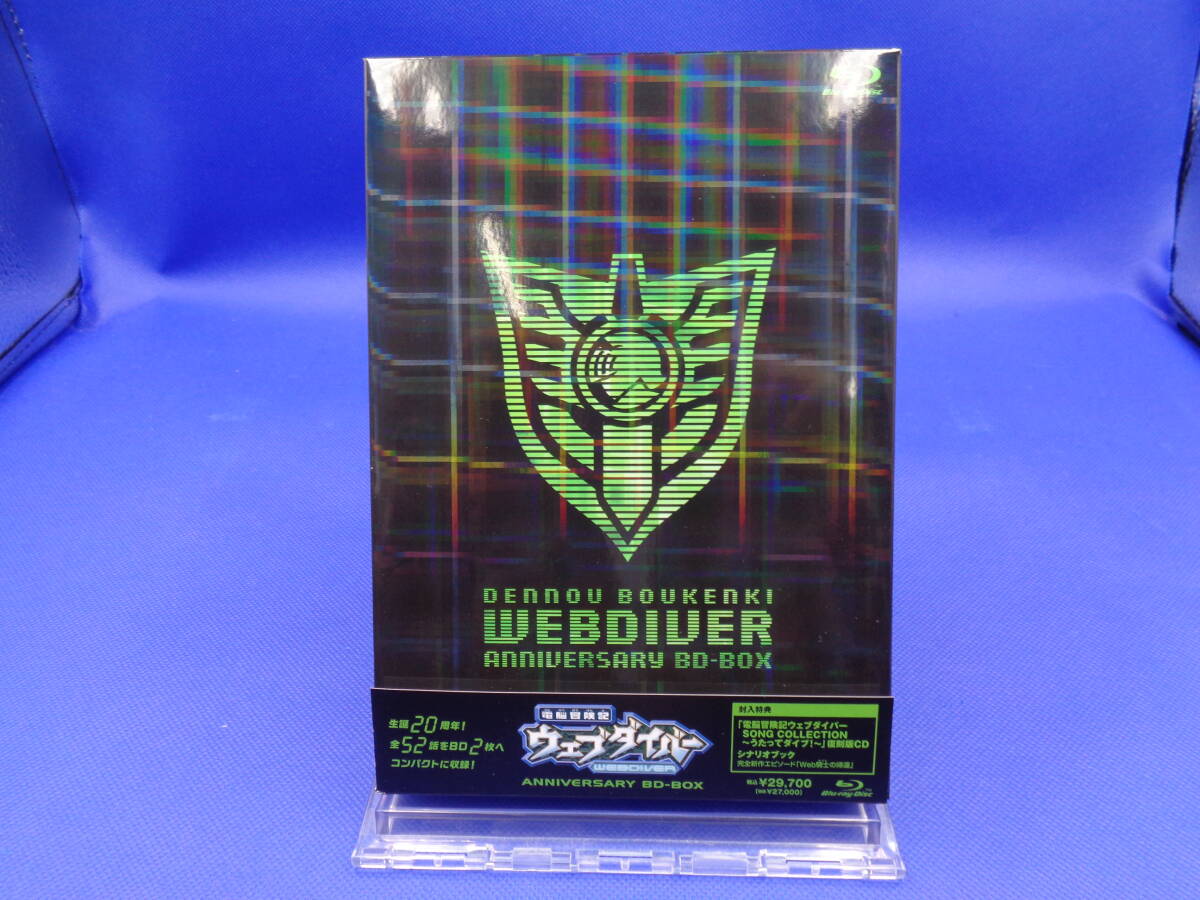 Blu-ray Disc
DENNOU BOUKENKI
WEBDIVER
ANNIVERSARY BD-BOX
生誕20周年!
全52話をBD2枚へ
コンパクトに収録!
電脳冒険記
ウェブダイバー
WEBDIVER
ANNIVERSARY BD-BOX
封入特典
「電脳冒険記ウェブダイバー
SONG COLLECTION
～うたってダイブ!～」復刻版CD
シナリオブック
完全新作エピソード「Web騎士の帰還」
税込¥29,700
(税抜¥27,000)
Blu-ray Disc